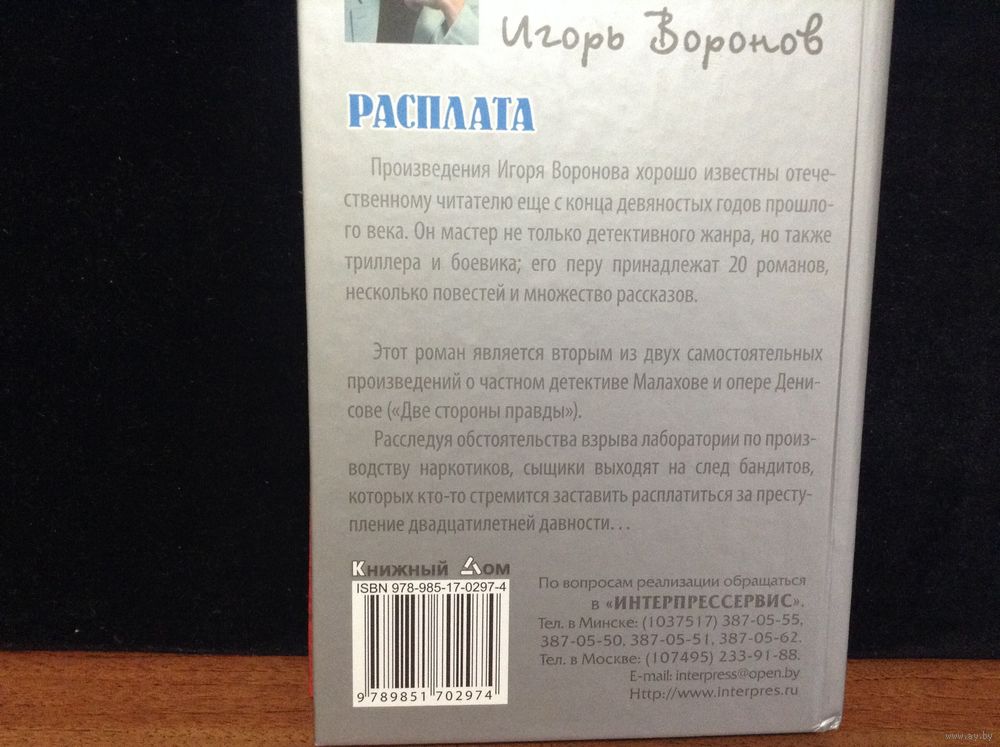 Игорь Воронов
РАСПЛАТА
Произведения Игоря Воронова хорошо известны отече-
ственному читателю еще с конца девяностых годов прошло-
го века. Он мастер не только детективного жанра, но также
триллера и боевика; его перу принадлежат 20 романов,
несколько повестей и множество рассказов.
Этот роман является вторым из двух самостоятельных
произведений о частном детективе Малахове и опере Дени-
сове («Две стороны правды»).
Расследуя обстоятельства взрыва лаборатории по произ-
водству наркотиков, сыщики выходят на след бандитов,
которых кто-то стремится заставить расплатиться за престу-
пление двадцатилетней давности...
Книжный Дом
ISBN 978-985-17-0297-4
9 789851 702974
По вопросам реализации обращаться
в «ИНТЕРПРЕССЕРВИС».
Тел. в Минске: (1037517) 387-05-55,
387-05-50, 387-05-51, 387-05-62.
Тел. в Москве: (107495) 233-91-88.
E-mail: interpress@open.by
Http://www.interpres.ru
www.ay.by